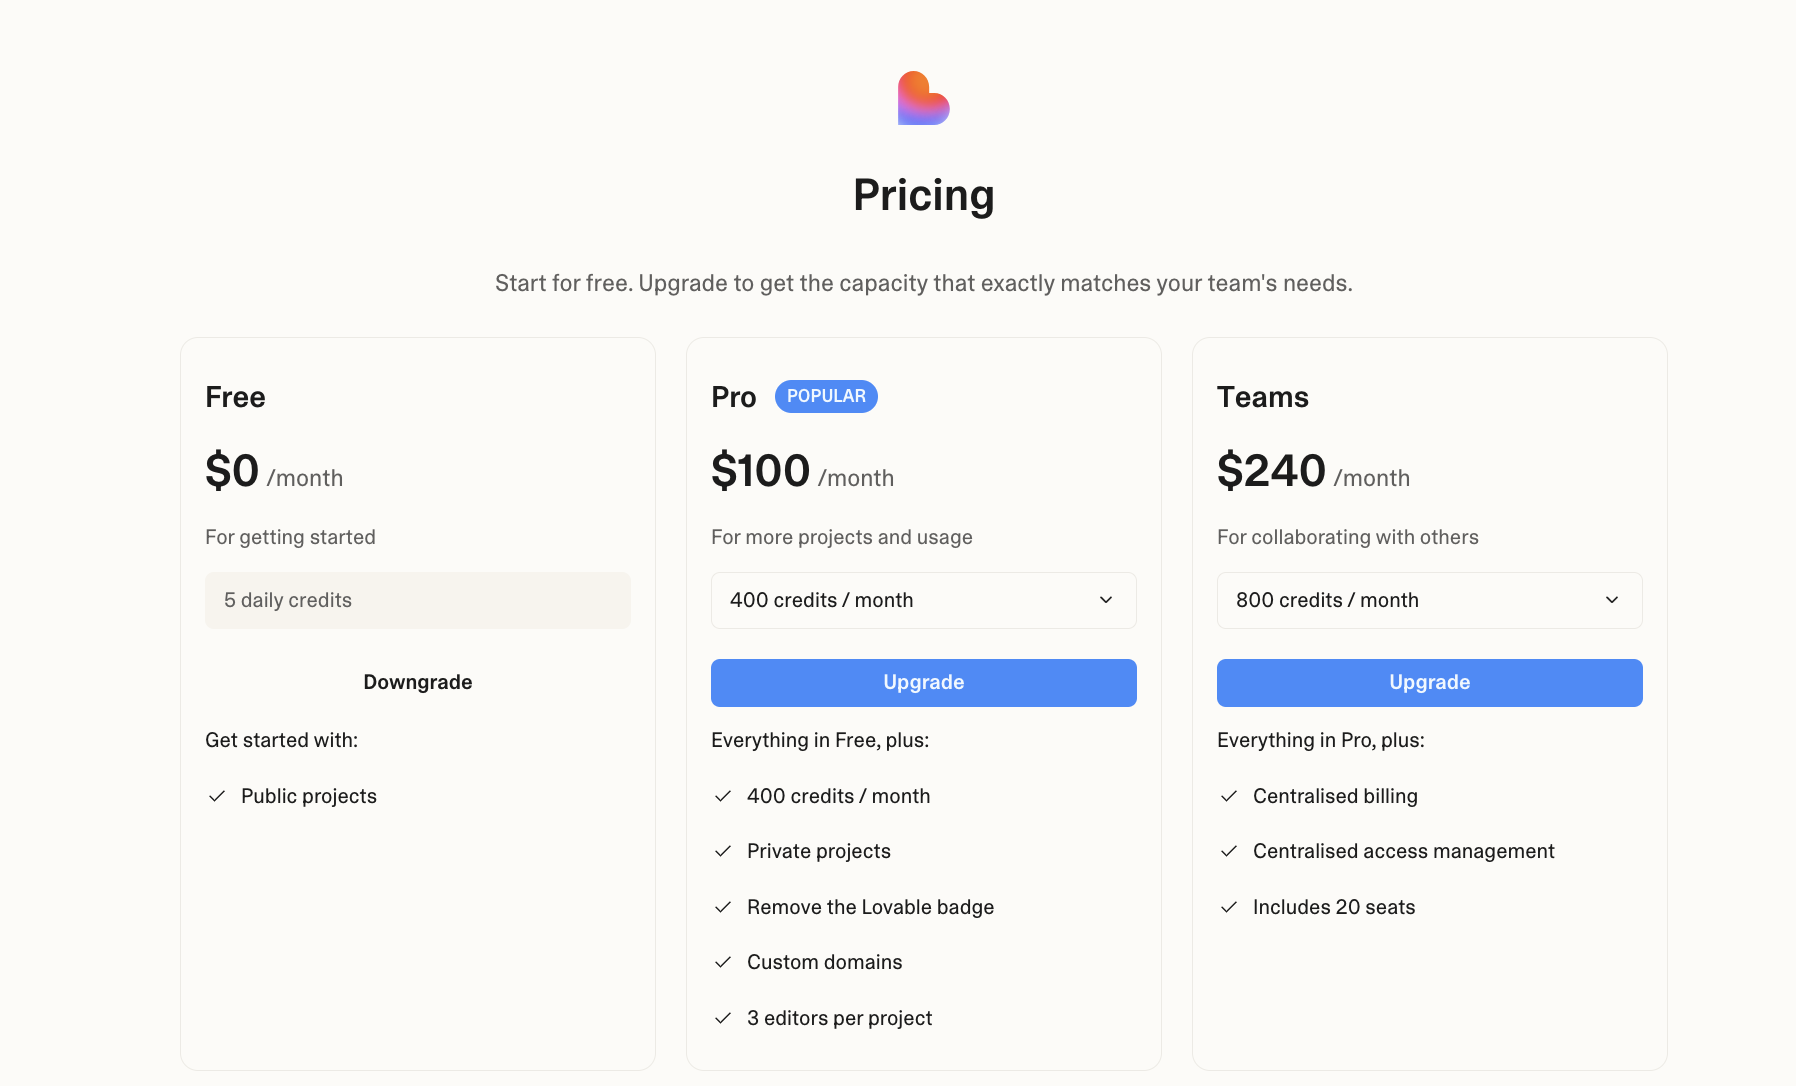 Pricing
Start for free. Upgrade to get the capacity that exactly matches your team's needs.
Free
$0 /month
For getting started
5 daily credits
Downgrade
Get started with:
Public projects
Pro POPULAR
$100 /month
For more projects and usage
400 credits / month
Upgrade
Everything in Free, plus:
400 credits / month
Private projects
Remove the Lovable badge
Custom domains
3 editors per project
Teams
$240 /month
For collaborating with others
800 credits / month
Upgrade
Everything in Pro, plus:
Centralised billing
Centralised access management
Includes 20 seats